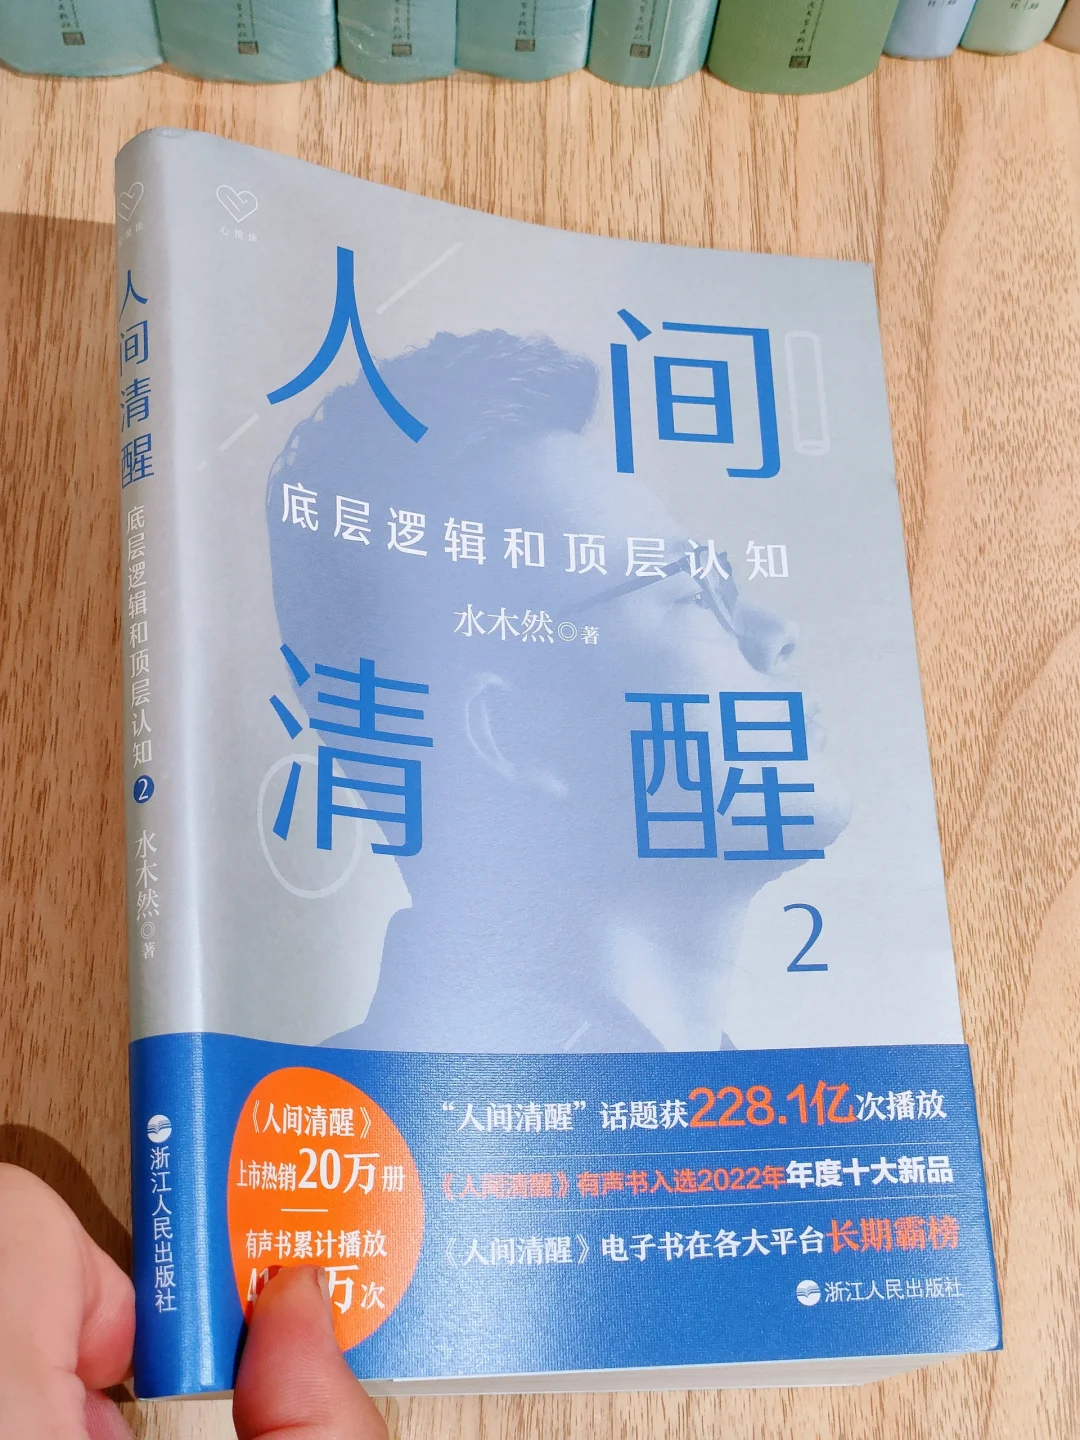 心悦读
人间清醒
底层逻辑和顶层认知
水木然◎著
2
人间清醒
底层逻辑和顶层认知
2
水木然◎著
浙江人民出版社
《人间清醒》
上市热销20万册
有声书累计播放
万次
“人间清醒”话题获228.1亿次播放
《人间清醒》有声书入选2022年年度十大新品
《人间清醒》电子书在各大平台长期霸榜
浙江人民出版社